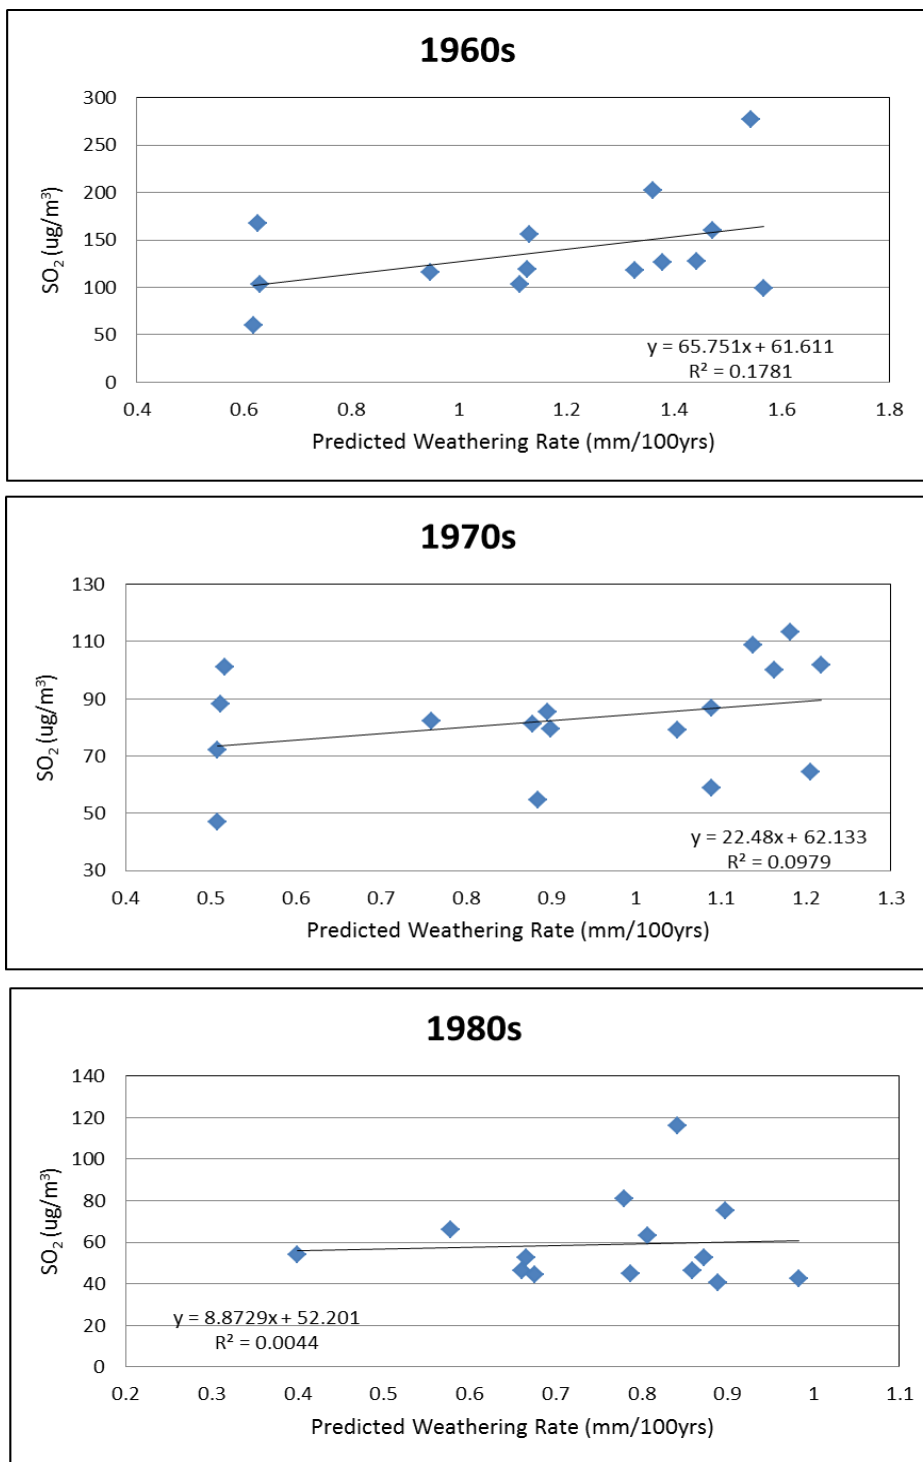 1960s
300
250
200
150
100
50
0
SO₂ (ug/m³)
0.4 0.6 0.8 1 1.2 1.4 1.6 1.8
Predicted Weathering Rate (mm/100yrs)
y = 65.751x + 61.611
R² = 0.1781
1970s
130
110
90
70
50
30
SO₂ (ug/m³)
0.4 0.5 0.6 0.7 0.8 0.9 1 1.1 1.2 1.3
Predicted Weathering Rate (mm/100yrs)
y = 22.48x + 62.133
R² = 0.0979
1980s
140
120
100
80
60
40
20
0
SO₂ (ug/m³)
0.2 0.3 0.4 0.5 0.6 0.7 0.8 0.9 1 1.1
Predicted Weathering Rate (mm/100yrs)
y = 8.8729x + 52.201
R² = 0.0044